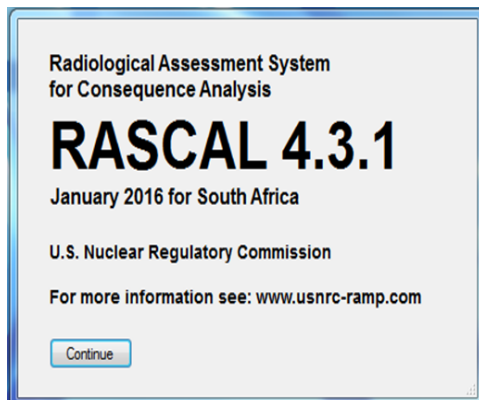 Radiological Assessment System
for Consequence Analysis
RASCAL 4.3.1
January 2016 for South Africa
U.S. Nuclear Regulatory Commission
For more information see: www.usnrc-ramp.com
Continue